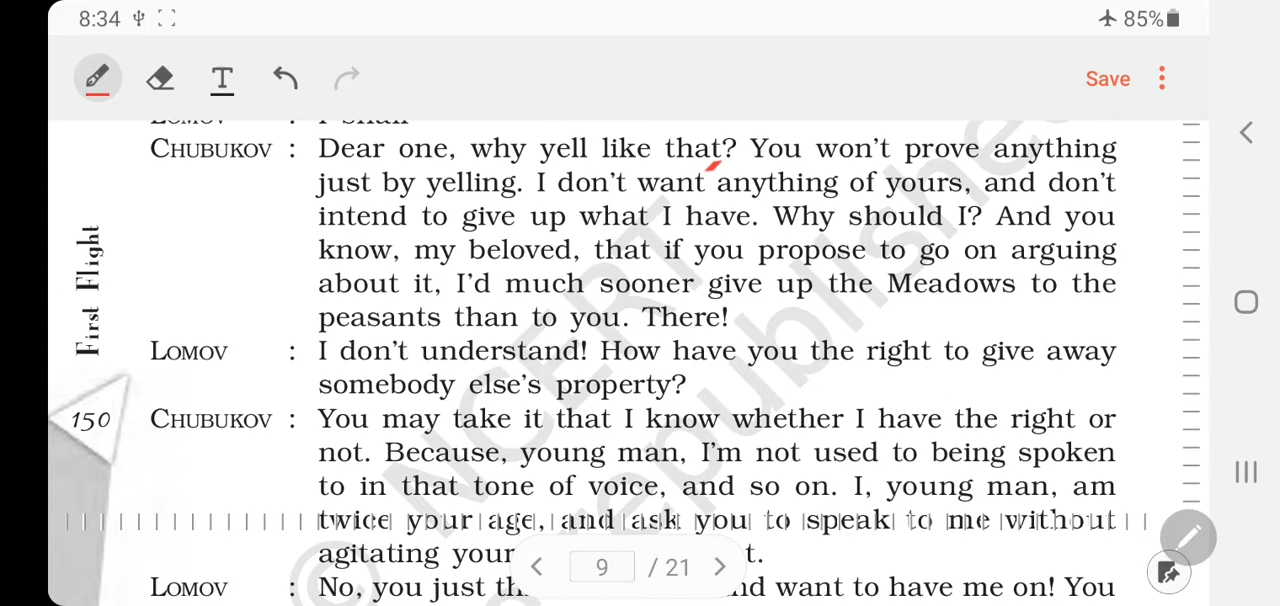 8:34
85%
T
Save
CHUBUKOV : Dear one, why yell like that? You won't prove anything
just by yelling. I don't want anything of yours, and don't
intend to give up what I have. Why should I? And you
know, my beloved, that if you propose to go on arguing
about it, I'd much sooner give up the Meadows to the
peasants than to you. There!
LOMOV : I don't understand! How have you the right to give away
somebody else's property?
CHUBUKOV : You may take it that I know whether I have the right or
not. Because, young man, I'm not used to being spoken
to in that tone of voice, and so on. I, young man, am
twice your age, and ask you to speak to me without
agitating your
LOMOV : No, you just want to have me on! You
First Flight
150
© NCERT
republished
9 / 21